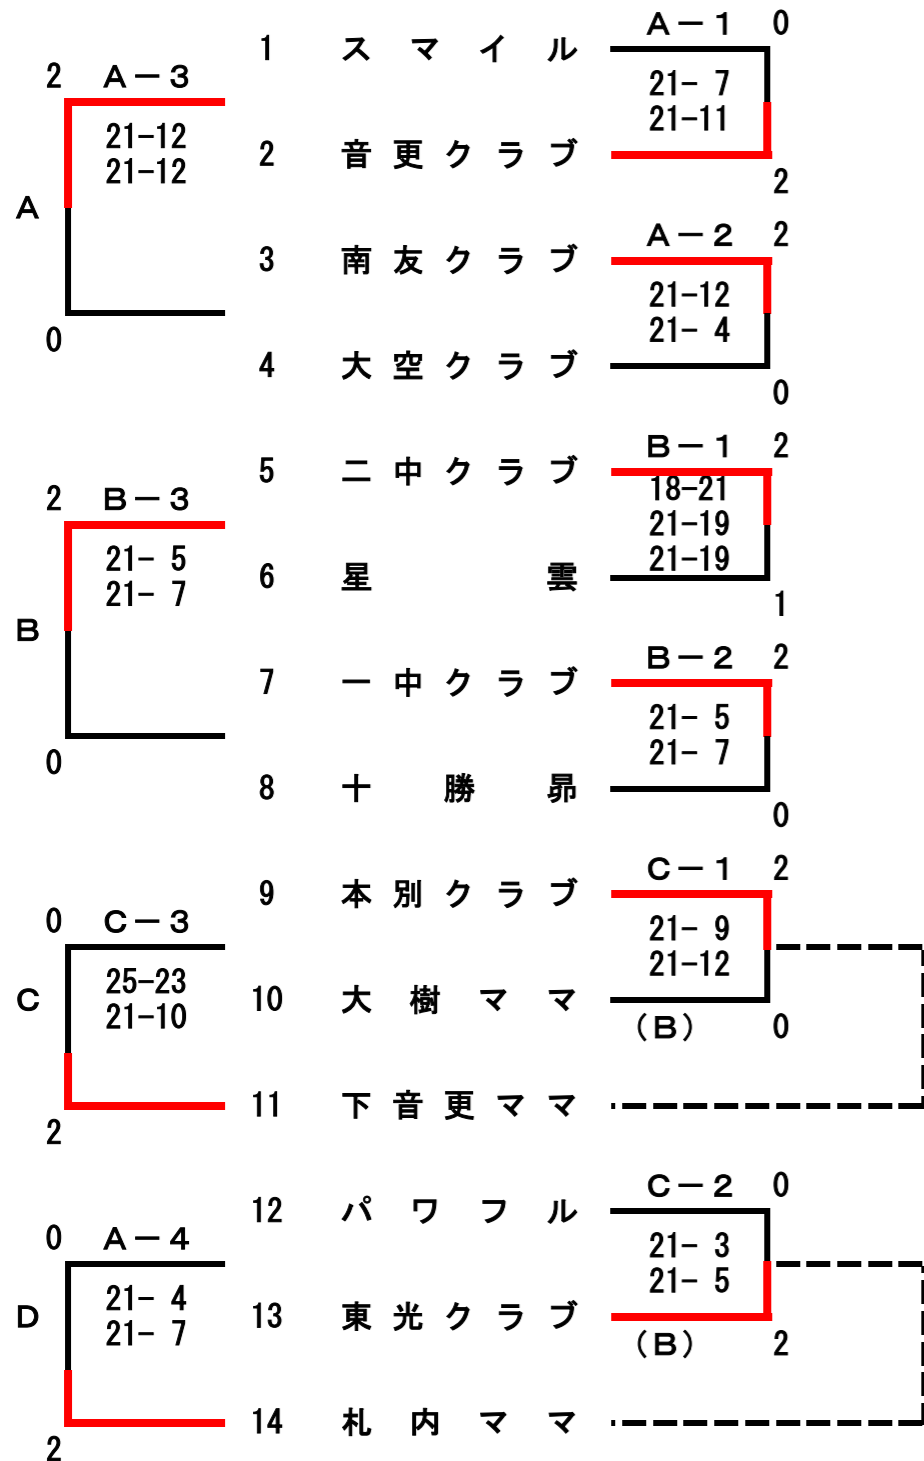 A－1 0
1 スマイル
2 A－3
21- 7
21-11
21-12
21-12
2 音更クラブ
2
A
A－2 2
3 南友クラブ
21-12
21- 4
0
4 大空クラブ
0
B－1 2
5 二中クラブ
18-21
21-19
21-19
2 B－3
21- 5
21- 7
6 星雲
1
B
B－2 2
7 一中クラブ
21- 5
21- 7
0
8 十勝昴
0
C－1 2
9 本別クラブ
0 C－3
21- 9
21-12
25-23
21-10
C
10 大樹ママ
(B) 0
11 下音更ママ
2
C－2 0
12 パワフル
0 A－4
21- 3
21- 5
21- 4
21- 7
D
13 東光クラブ
(B) 2
14 札内ママ
2